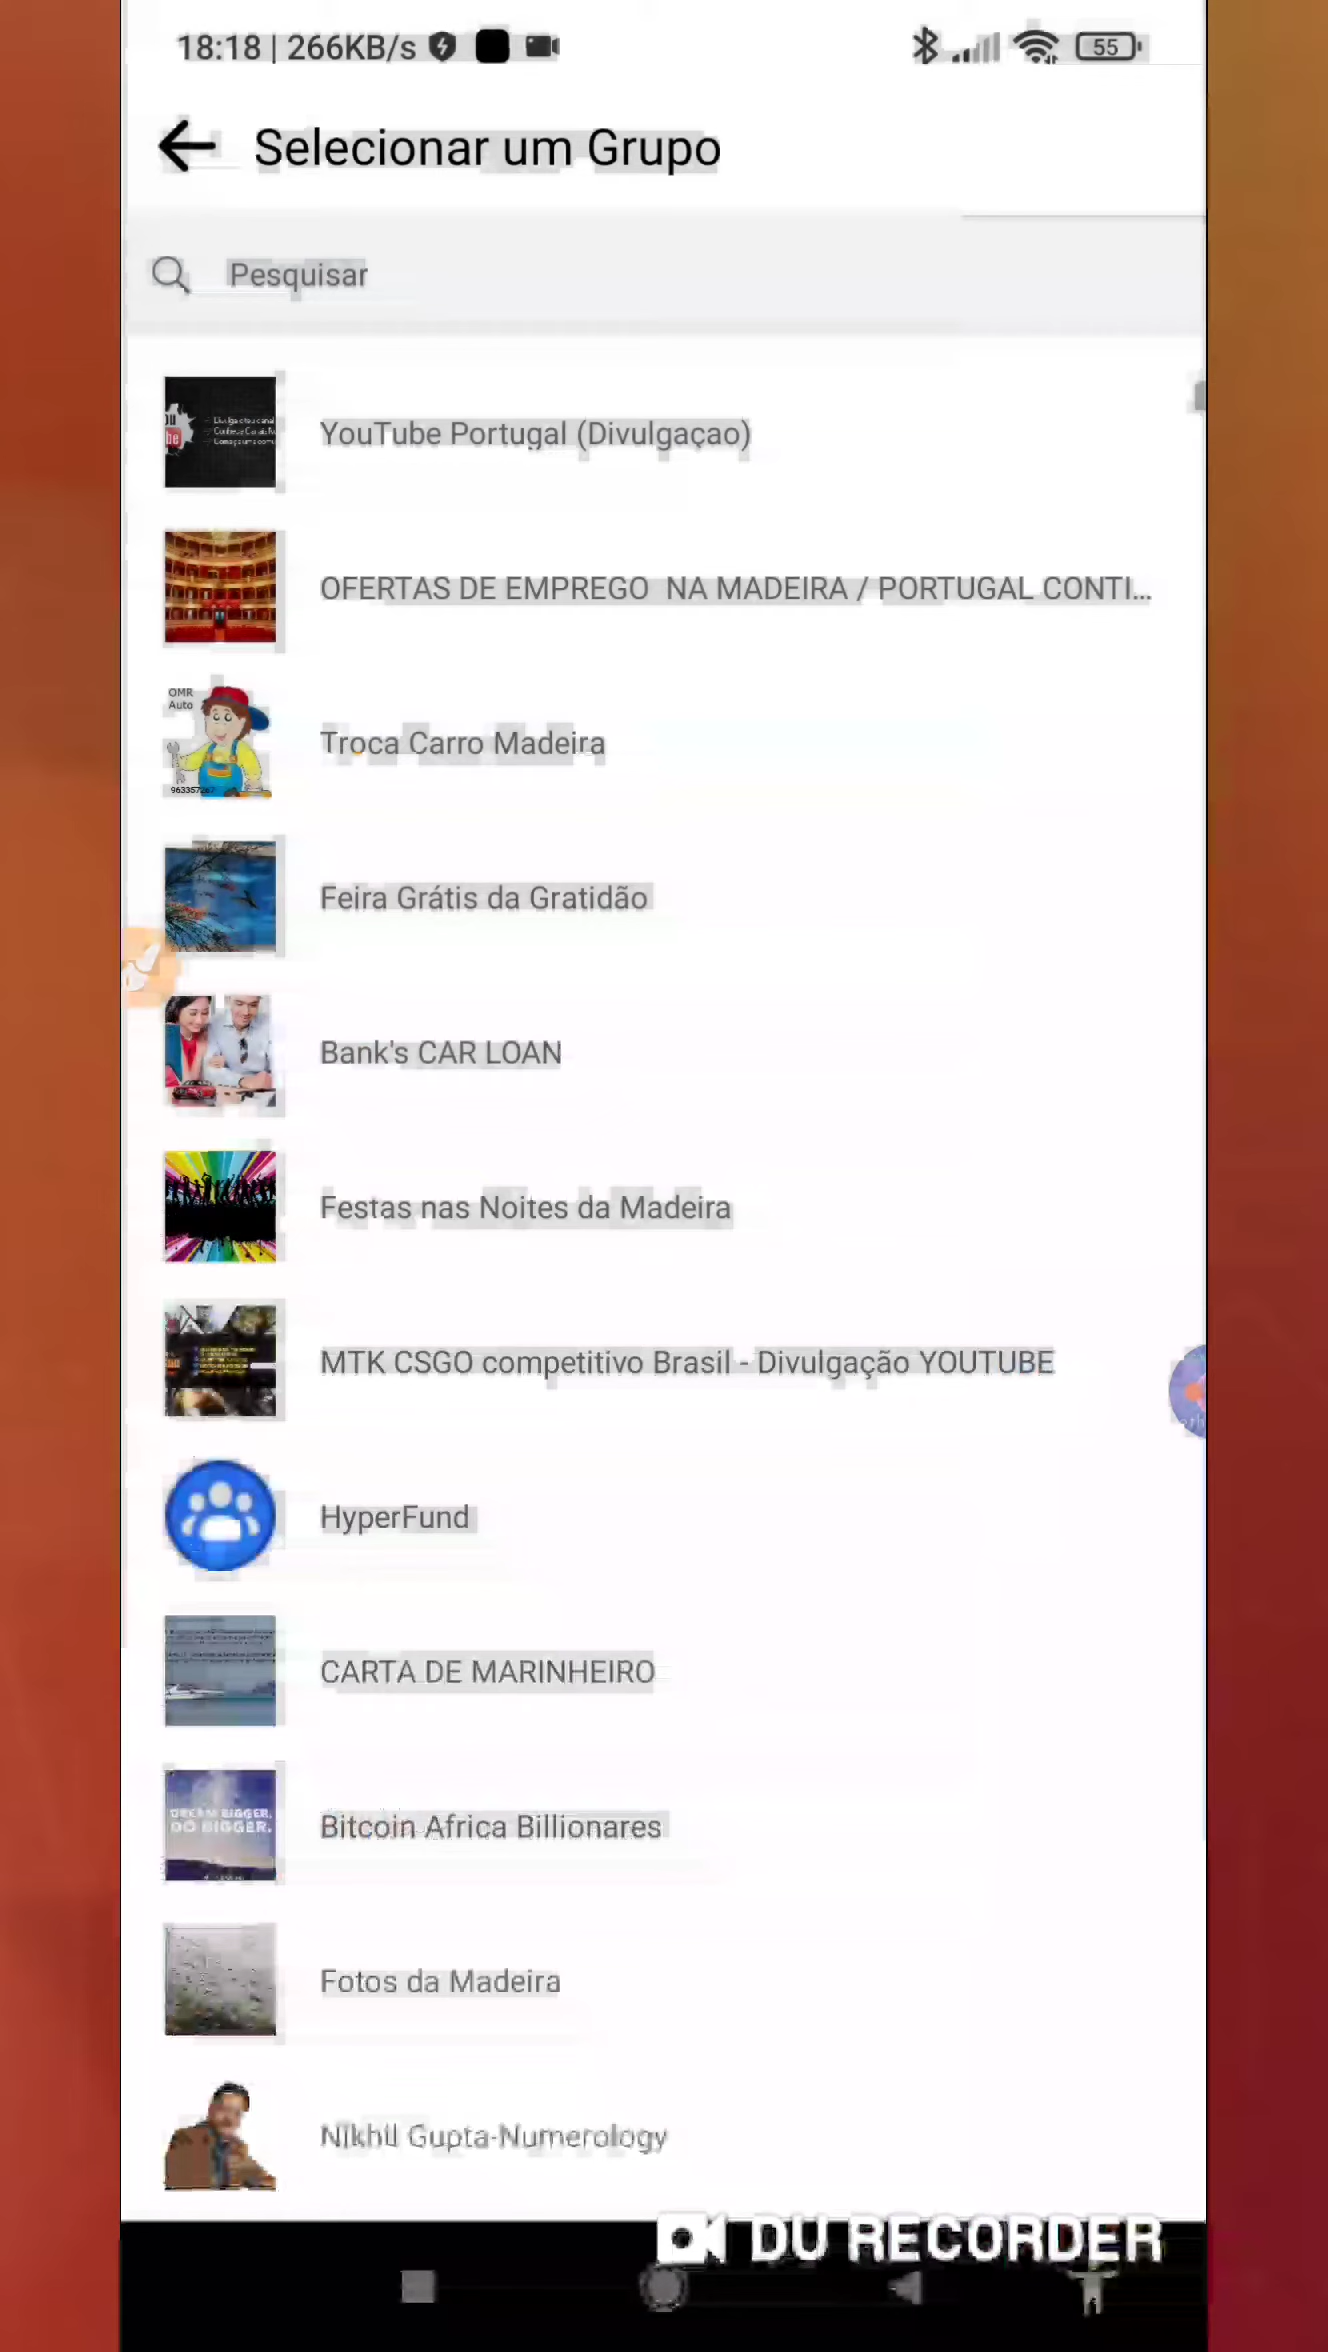 18:18 | 266KB/s
55
Selecionar um Grupo
Pesquisar
YouTube Portugal (Divulgaçao)
OFERTAS DE EMPREGO NA MADEIRA / PORTUGAL CONTI...
OMR
Auto
Troca Carro Madeira
Feira Grátis da Gratidão
Bank's CAR LOAN
Festas nas Noites da Madeira
MTK CSGO competitivo Brasil - Divulgação YOUTUBE
HyperFund
CARTA DE MARINHEIRO
DREAM BIGGER.
DO BIGGER.
Bitcoin Africa Billionares
Fotos da Madeira
Nikhil Gupta-Numerology
DU RECORDER